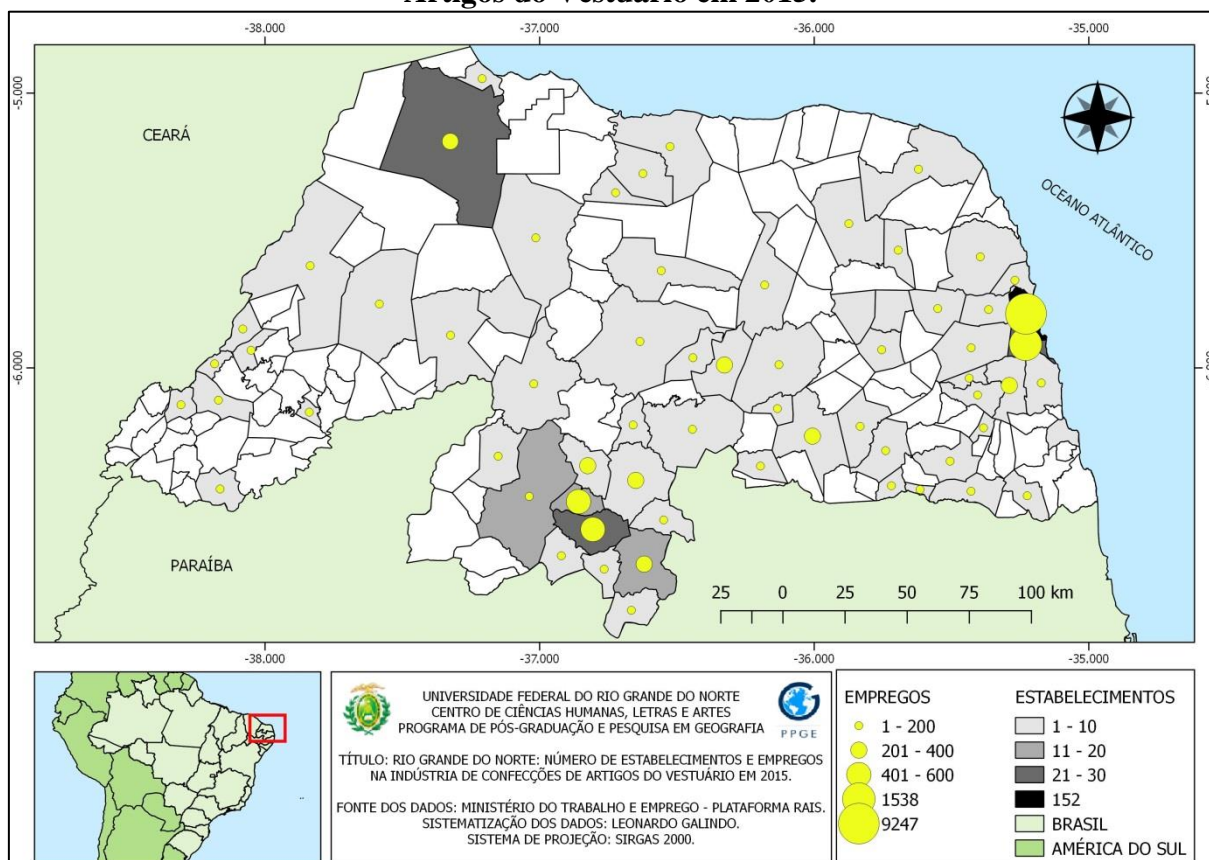 Artigos do Vestuário em 2015.
-38.000 -37.000 -36.000 -35.000
-5.000
CEARÁ
OCEANO ATLÂNTICO
-6.000
PARAÍBA
25 0 25 50 75 100 km
-38.000 -37.000 -36.000 -35.000
UNIVERSIDADE FEDERAL DO RIO GRANDE DO NORTE
CENTRO DE CIÊNCIAS HUMANAS, LETRAS E ARTES
PROGRAMA DE PÓS-GRADUAÇÃO E PESQUISA EM GEOGRAFIA
PPGE
TÍTULO: RIO GRANDE DO NORTE: NÚMERO DE ESTABELECIMENTOS E EMPREGOS
NA INDÚSTRIA DE CONFECÇÕES DE ARTIGOS DO VESTUÁRIO EM 2015.
FONTE DOS DADOS: MINISTÉRIO DO TRABALHO E EMPREGO - PLATAFORMA RAIS.
SISTEMATIZAÇÃO DOS DADOS: LEONARDO GALINDO.
SISTEMA DE PROJEÇÃO: SIRGAS 2000.
EMPREGOS
1 - 200
201 - 400
401 - 600
1538
9247
ESTABELECIMENTOS
1 - 10
11 - 20
21 - 30
152
BRASIL
AMÉRICA DO SUL